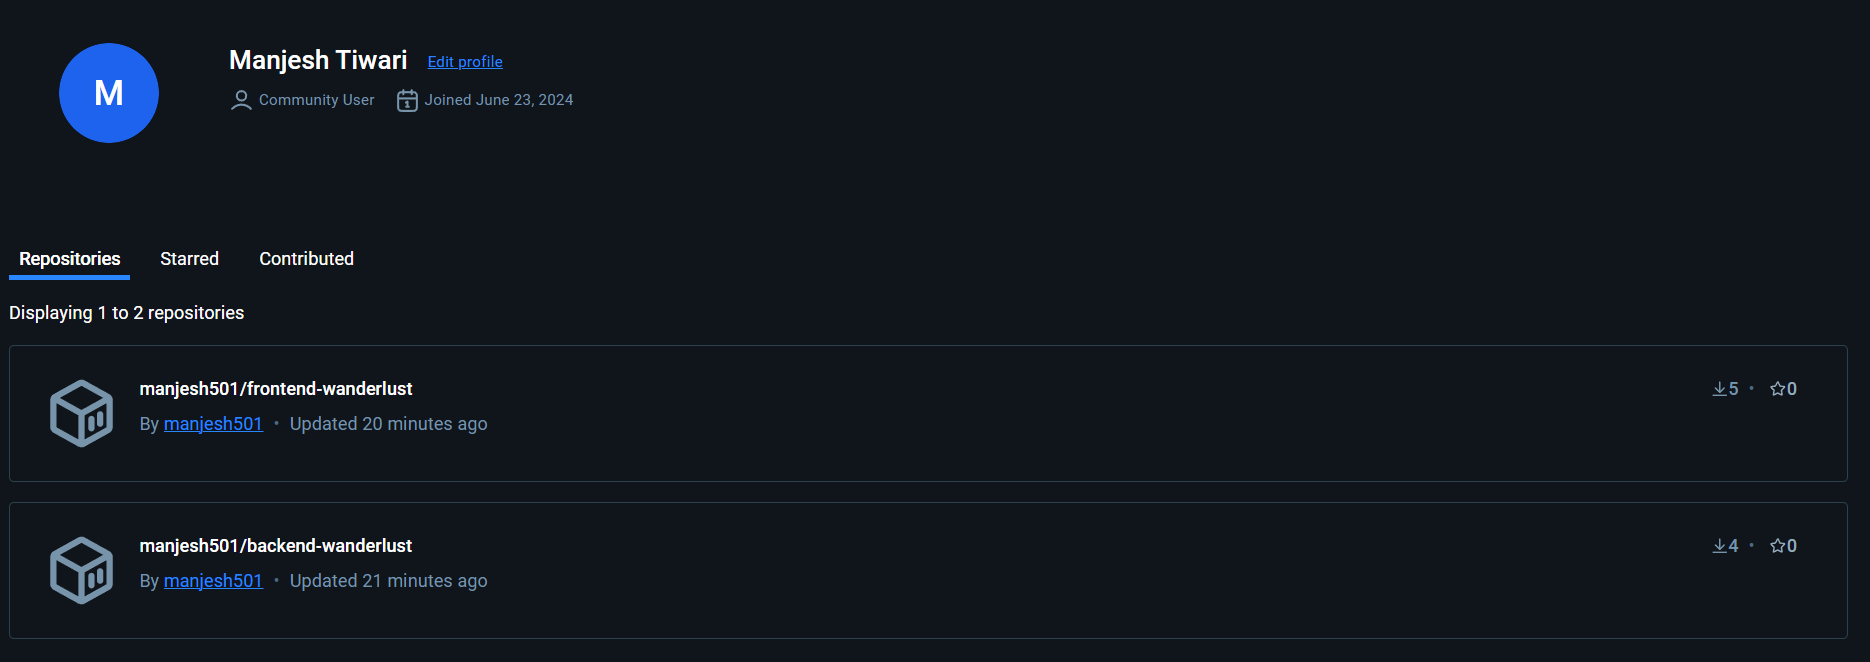 M
Manjesh Tiwari Edit profile
Community User 1 Joined June 23, 2024
Repositories Starred Contributed
Displaying 1 to 2 repositories
manjesh501/frontend-wanderlust 5 • 0
By manjesh501 • Updated 20 minutes ago
manjesh501/backend-wanderlust 4 • 0
By manjesh501 • Updated 21 minutes ago